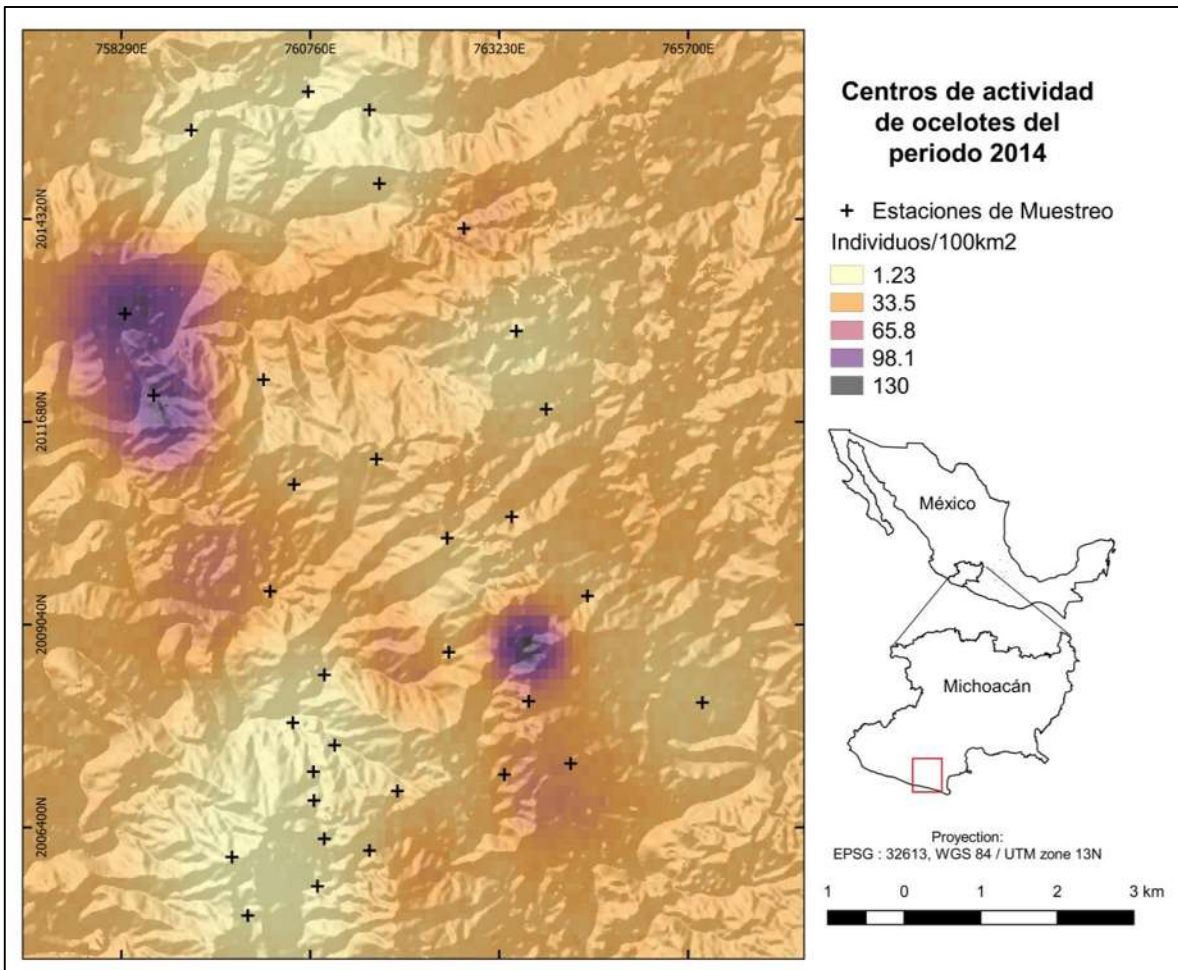 758290E
760760E
763230E
765700E
2014320N
2011680N
2009040N
2006400N
Centros de actividad
de ocelotes del
periodo 2014
+ Estaciones de Muestreo
Individuos/100km2
1.23
33.5
65.8
98.1
130
México
Michoacán
Proyection:
EPSG : 32613, WGS 84 / UTM zone 13N
1 0 1 2 3 km